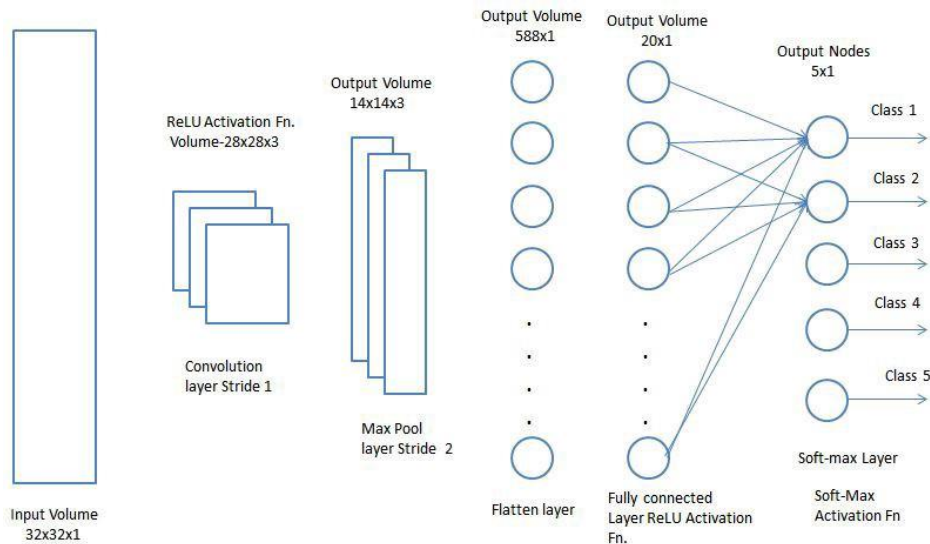 Input Volume
32x32x1
ReLU Activation Fn.
Volume-28x28x3
Convolution
layer Stride 1
Output Volume
14x14x3
Max Pool
layer Stride 2
Output Volume
588x1
Flatten layer
Output Volume
20x1
Fully connected
Layer ReLU Activation
Fn.
Output Nodes
5x1
Class 1
Class 2
Class 3
Class 4
Class 5
Soft-max Layer
Soft-Max
Activation Fn